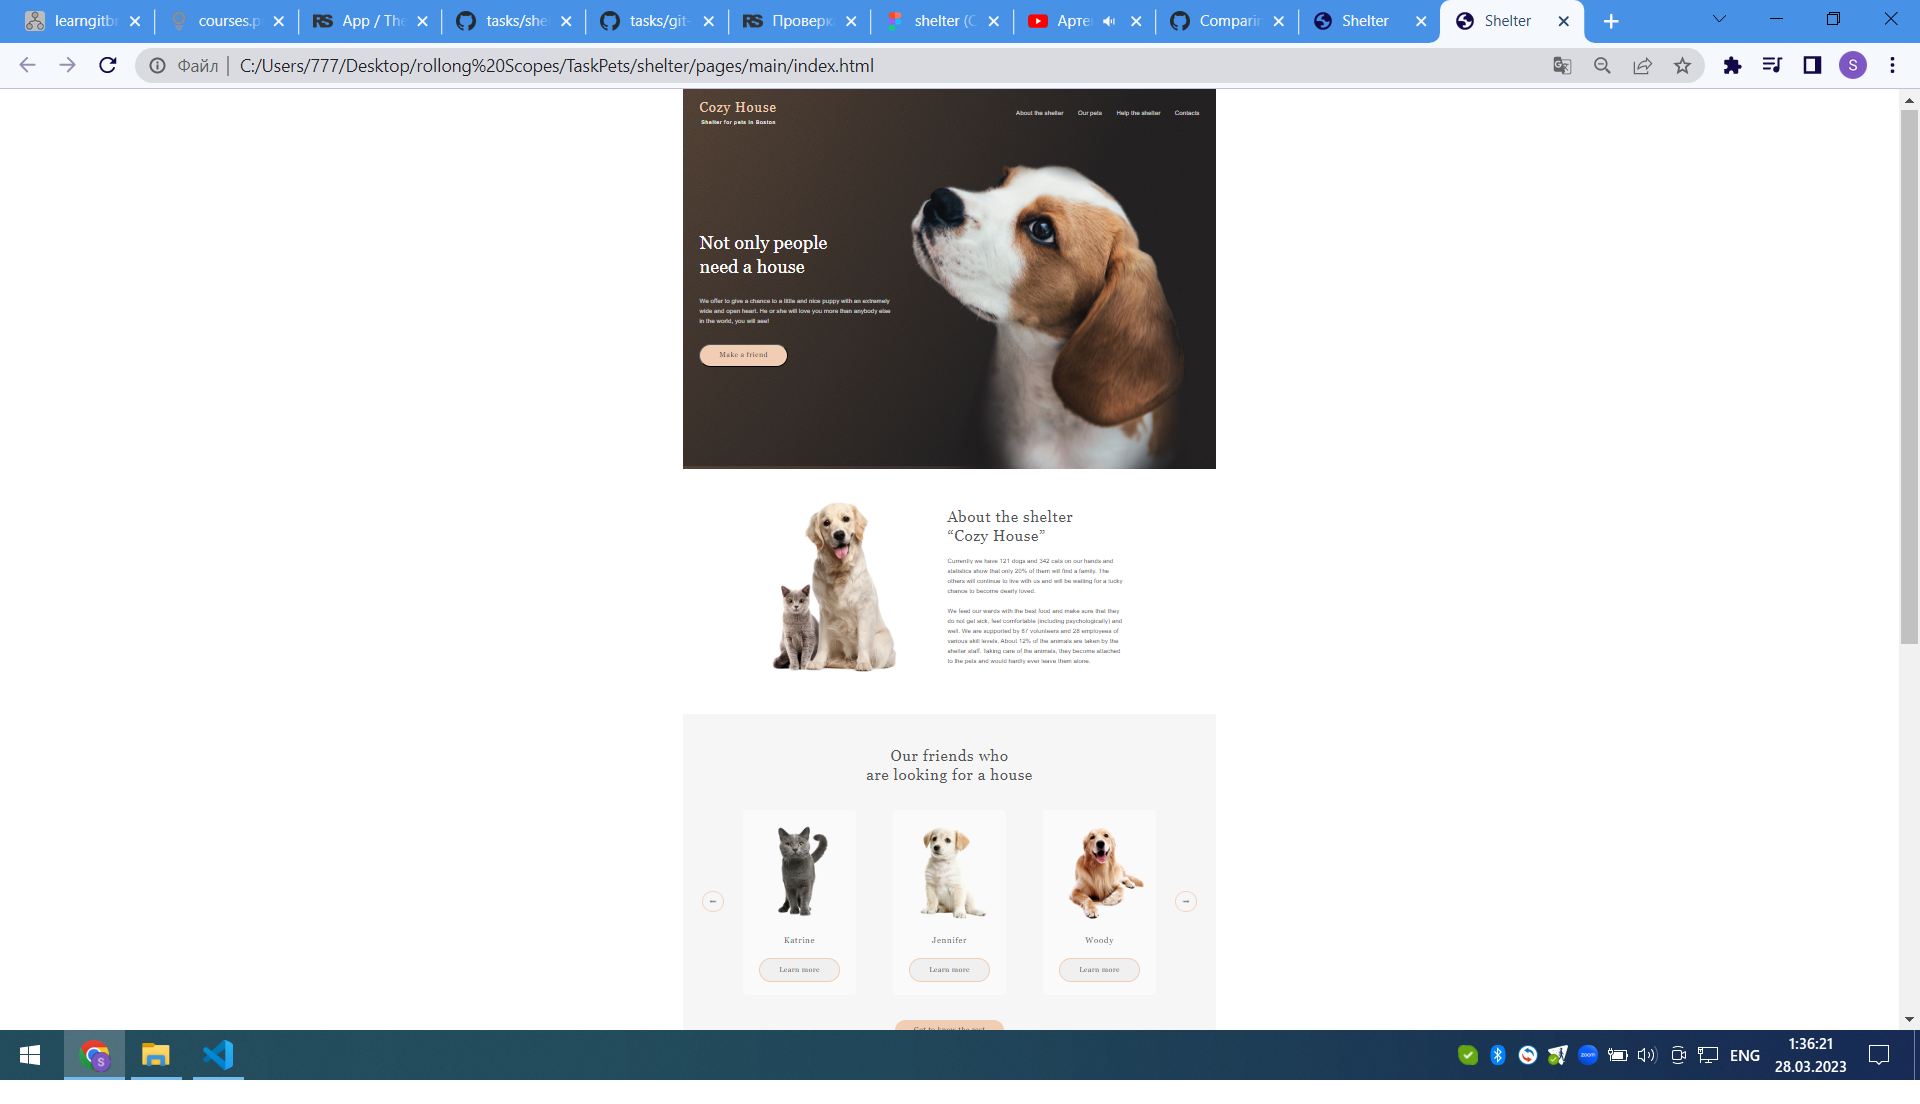 learngitbr
courses.p
App / The
tasks/shel
tasks/git-
Проверка
shelter (C
Артем
Comparin
Shelter
Shelter
Файл
C:/Users/777/Desktop/rollong%20Scopes/TaskPets/shelter/pages/main/index.html
S
Cozy House
Shelter for pets in Boston
About the shelter
Our pets
Help the shelter
Contacts
Not only people
need a house
We offer to give a chance to a little and nice puppy with an extremely
wide and open heart. He or she will love you more than anybody else
in the world, you will see!
Make a friend
About the shelter
“Cozy House”
Currently we have 121 dogs and 342 cats on our hands and
statistics show that only 20% of them will find a family. The
others will continue to live with us and will be waiting for a lucky
chance to become dearly loved.
We feed our wards with the best food and make sure that they
do not get sick, feel comfortable (including psychologically) and
well. We are supported by 87 volunteers and 28 employees of
various skill levels. About 12% of the animals are taken by the
shelter staff. Taking care of the animals, they become attached
to the pets and would hardly ever leave them alone.
Our friends who
are looking for a house
Katrine
Jennifer
Woody
Learn more
Learn more
Learn more
Get to know the rest
S
zoom
ENG
1:36:21
28.03.2023